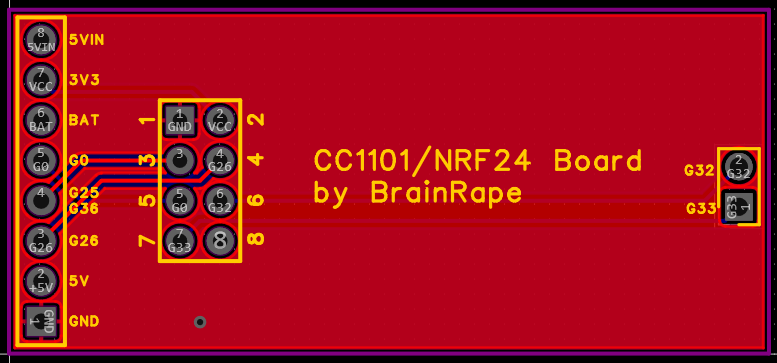 8
5VIN
5VIN
7
VCC
3V3
6
BAT
BAT
5
G0
G0
4
G25
G36
3
G26
G26
2
+5V
5V
1
GND
GND
1
1
GND
2
VCC
2
3
3
4
G26
4
5
5
G0
6
G32
6
7
7
G33
8
8
CC1101/NRF24 Board
by BrainRape
G32
2
G32
G33
G33
1